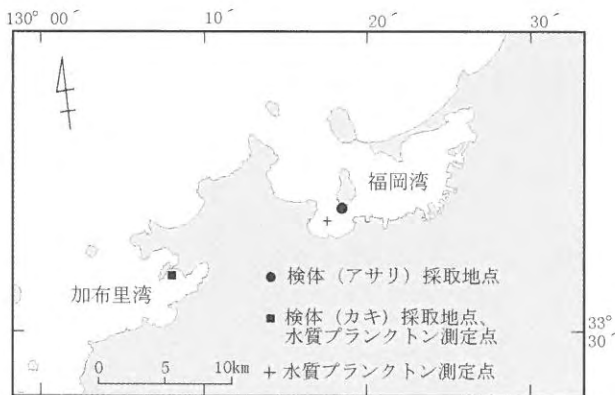 130° 00′ 10′ 20′ 30′
福岡湾
加布里湾
● 検体（アサリ）採取地点
■ 検体（カキ）採取地点、
水質プランクトン測定点
+ 水質プランクトン測定点
33°
30′
0 5 10km